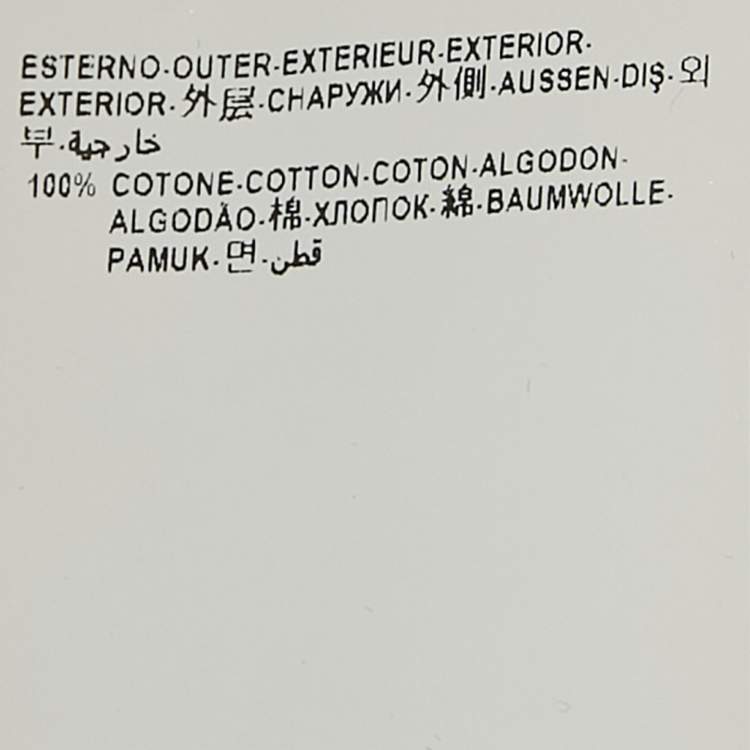 ESTERNO-OUTER-EXTERIEUR-EXTERIOR-
EXTERIOR-外层-СНАРУЖИ-外側-AUSSEN-DIŞ-외
부-خارجية
100% COTONE-COTTON-COTON-ALGODON-
ALGODÃO-棉-ХЛОПОК-綿-BAUMWOLLE-
PAMUK-면-قطن